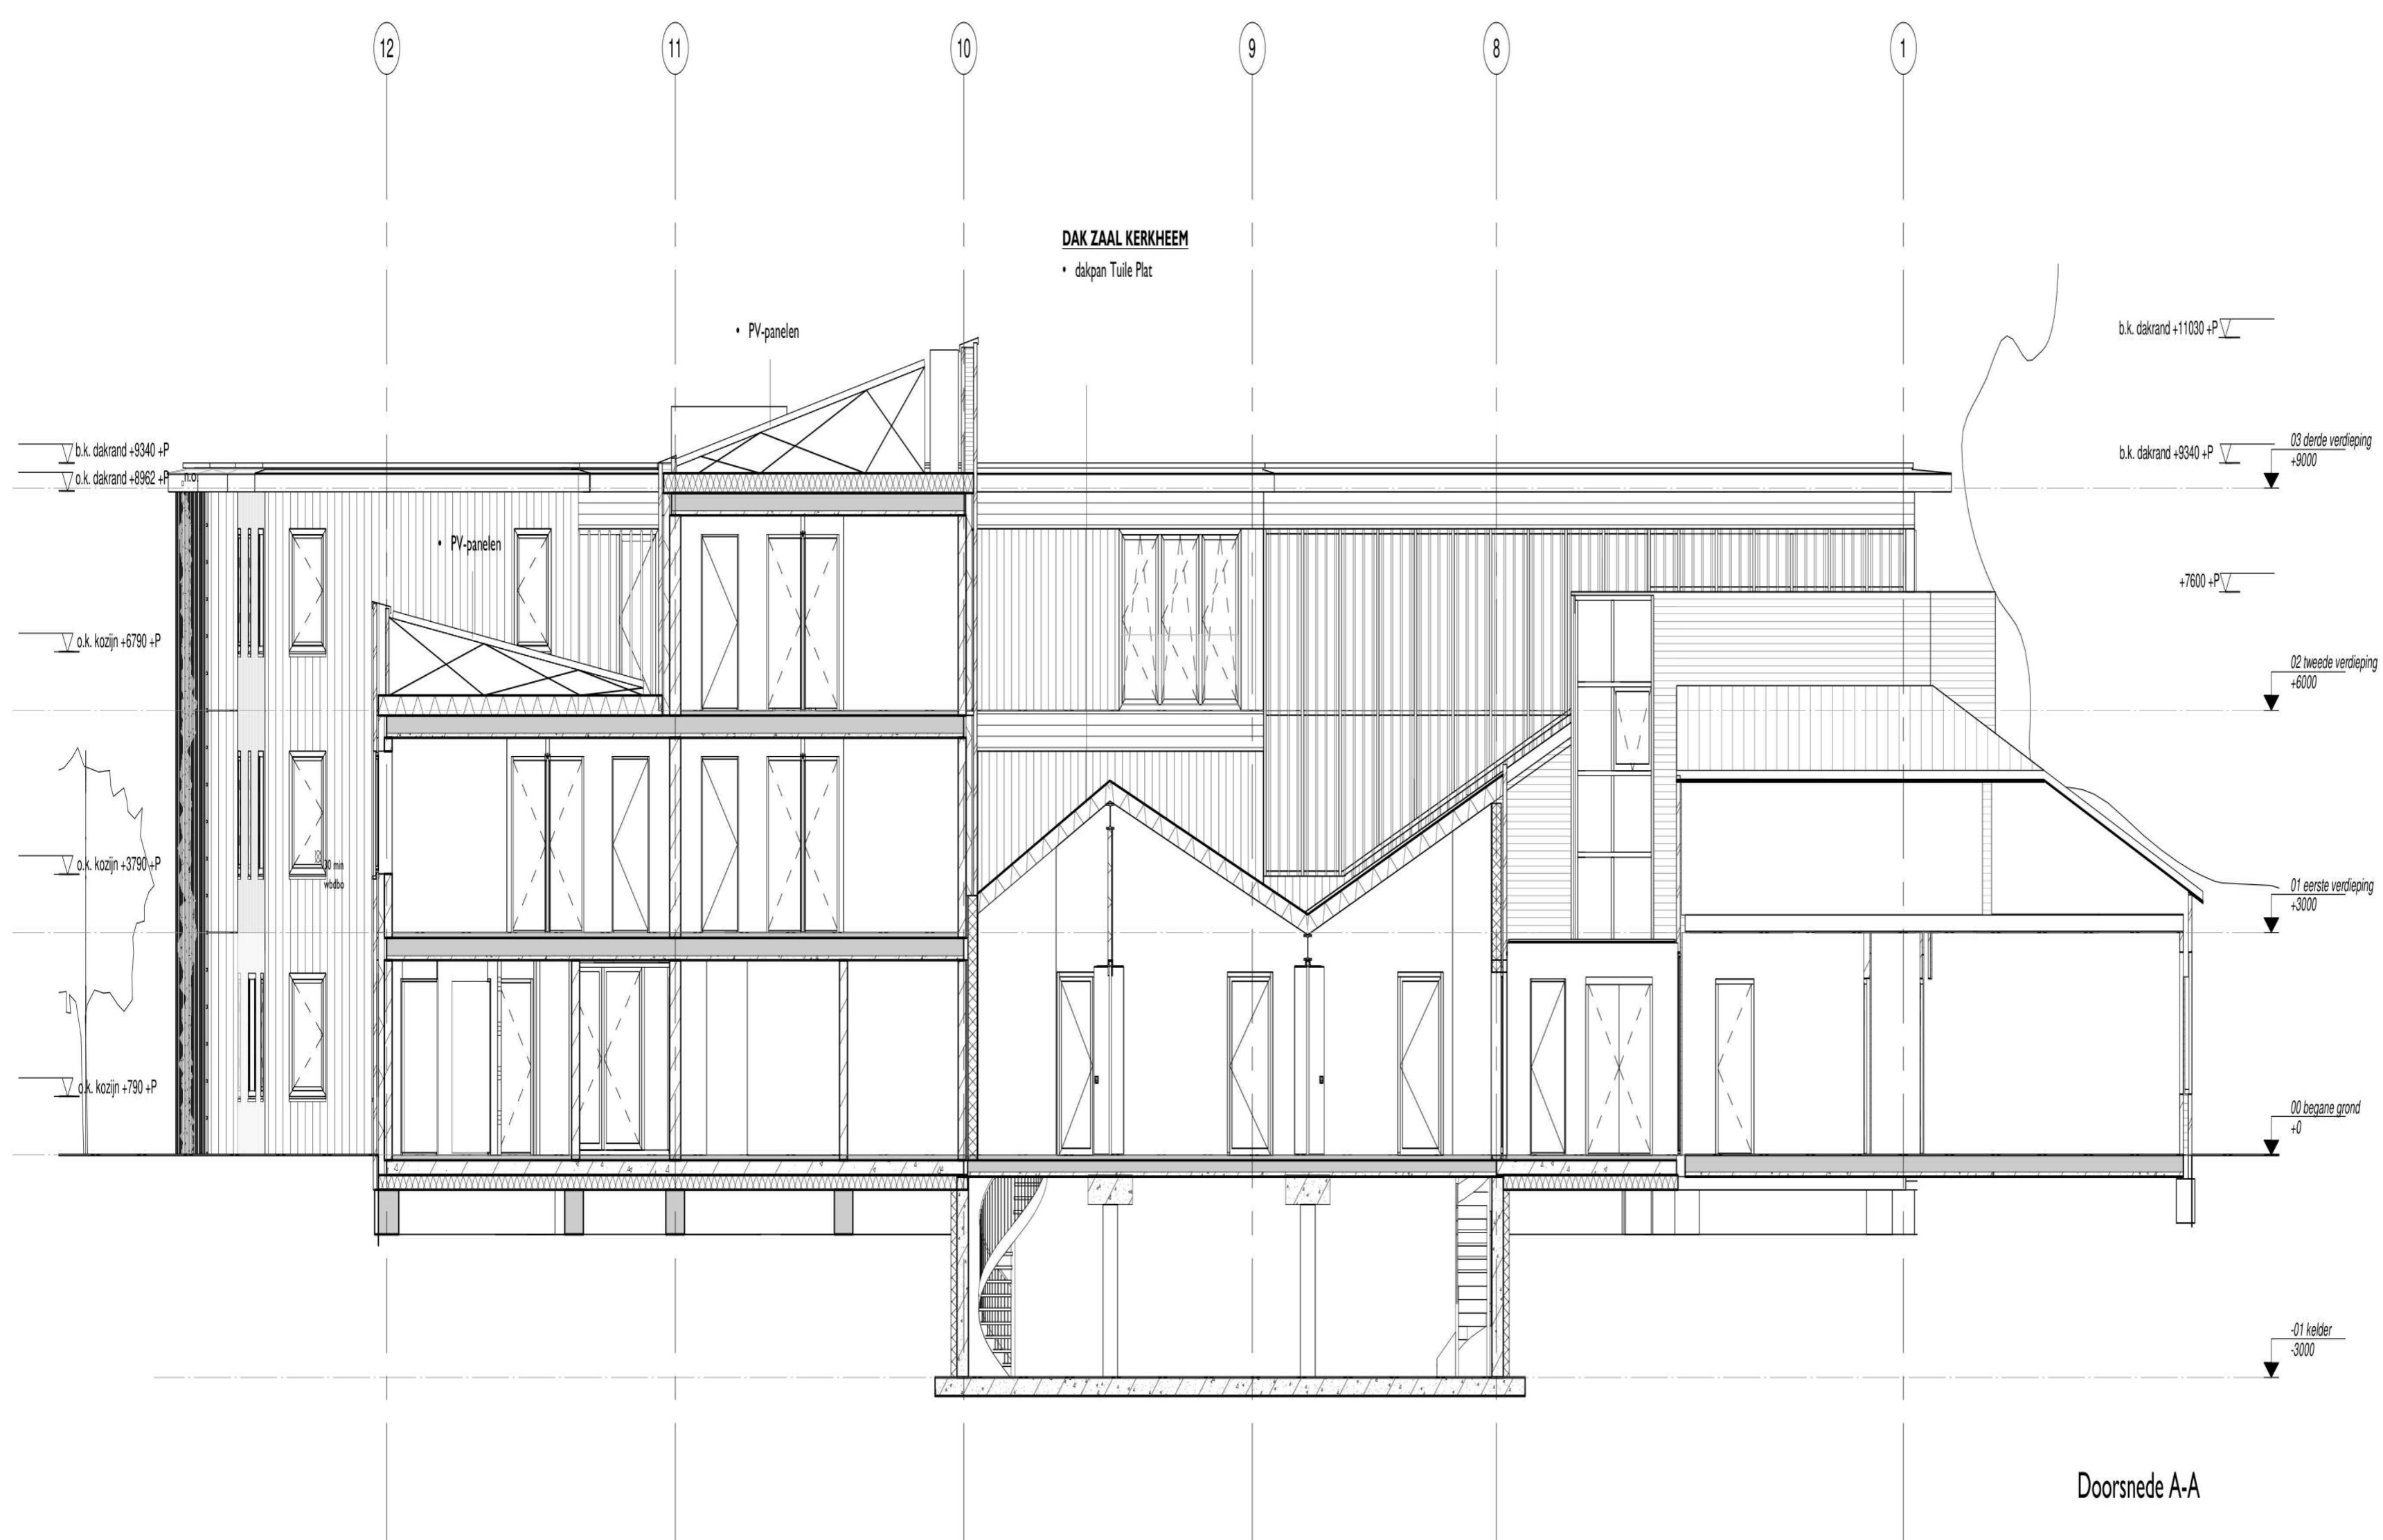 12
11
10
9
8
1
DAK ZAAL KERKHEEM
• dakpan Tuile Plat
• PV-panelen
b.k. dakrand +11030 +P
b.k. dakrand +9340 +P
o.k. dakrand +8962 +P
n.o.
b.k. dakrand +9340 +P
03 derde verdieping
+9000
• PV-panelen
+7600 +P
o.k. kozijn +6790 +P
02 tweede verdieping
+6000
o.k. kozijn +3790 +P
30 min
wbdbo
01 eerste verdieping
+3000
o.k. kozijn +790 +P
00 begane grond
+0
-01 kelder
-3000
Doorsnede A-A